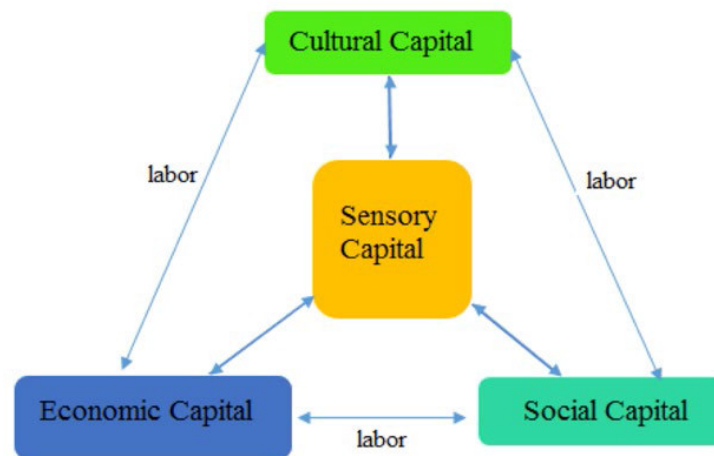 Cultural Capital
labor
labor
Sensory
Capital
Economic Capital
Social Capital
labor